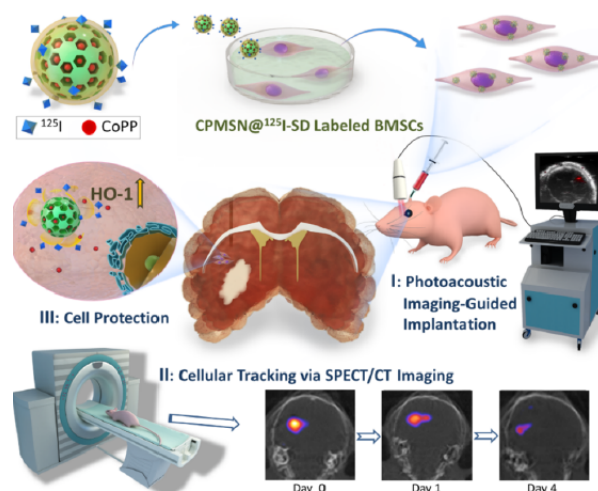 ¹²⁵I
CoPP
CPMSN@¹²⁵I-SD Labeled BMSCs
HO-1
I: Photoacoustic
Imaging-Guided
Implantation
III: Cell Protection
II: Cellular Tracking via SPECT/CT Imaging
Day 0
Day 1
Day 4